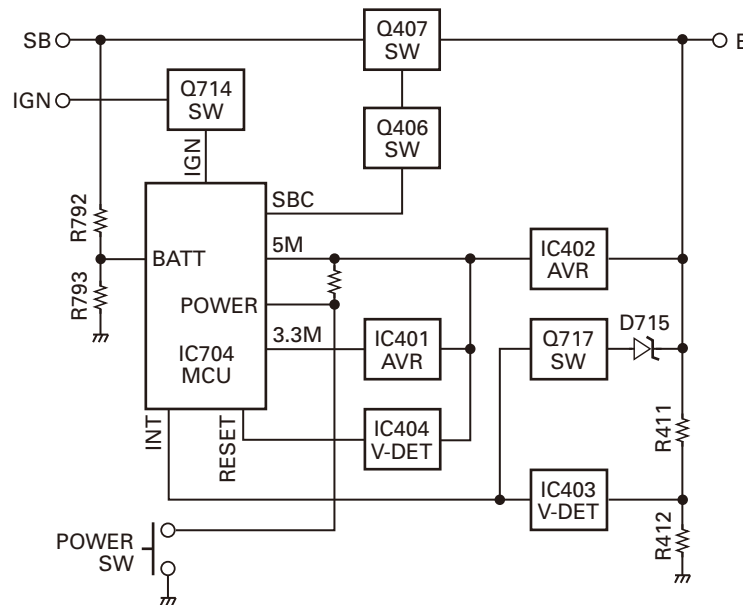 SB
Q407
SW
B
IGN
Q714
SW
Q406
SW
IGN
SBC
R792
5M
IC402
AVR
BATT
R793
POWER
D715
3.3M
IC401
AVR
Q717
SW
IC704
MCU
R411
INT
RESET
IC404
V-DET
IC403
V-DET
R412
POWER
SW